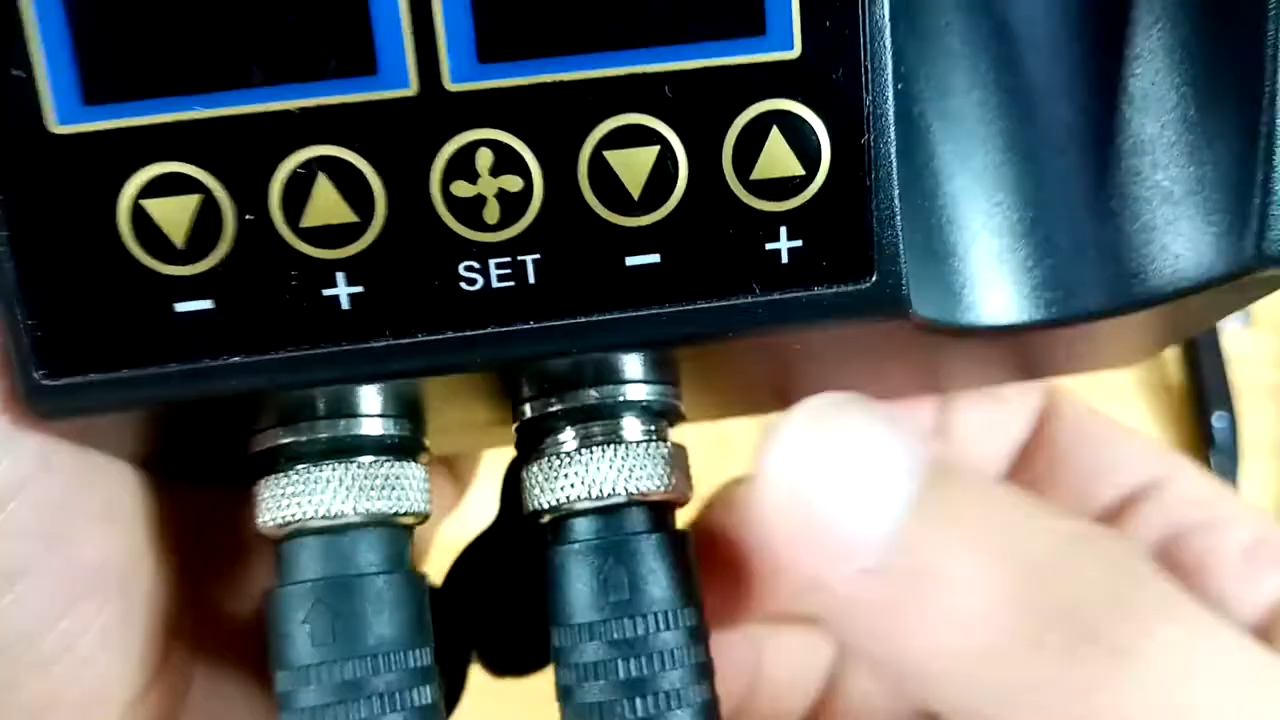 SET
- + - +